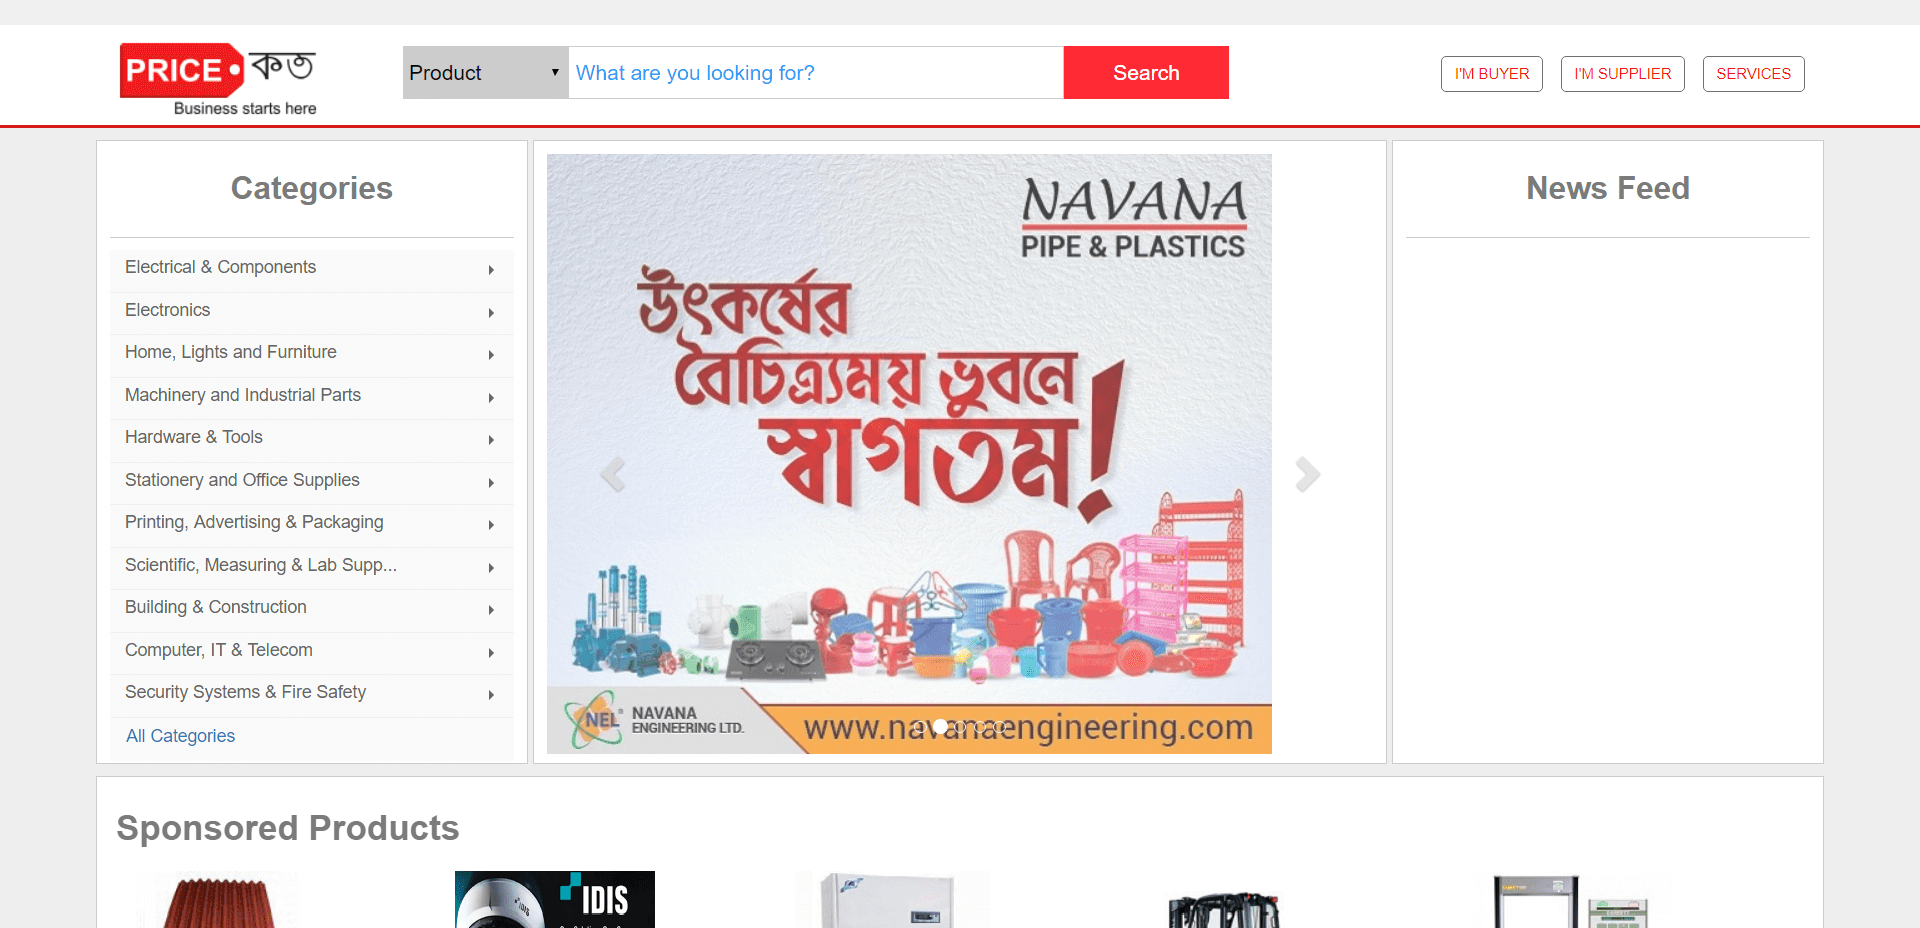 PRICE কত
Business starts here
Product
What are you looking for?
Search
I'M BUYER
I'M SUPPLIER
SERVICES
Categories
Electrical & Components
Electronics
Home, Lights and Furniture
Machinery and Industrial Parts
Hardware & Tools
Stationery and Office Supplies
Printing, Advertising & Packaging
Scientific, Measuring & Lab Supp...
Building & Construction
Computer, IT & Telecom
Security Systems & Fire Safety
All Categories
NAVANA
PIPE & PLASTICS
উৎকর্ষের
বৈচিত্র্যময় ভুবনে
স্বাগতম!
NEL
NAVANA
ENGINEERING LTD.
www.navanaengineering.com
News Feed
Sponsored Products
IDIS